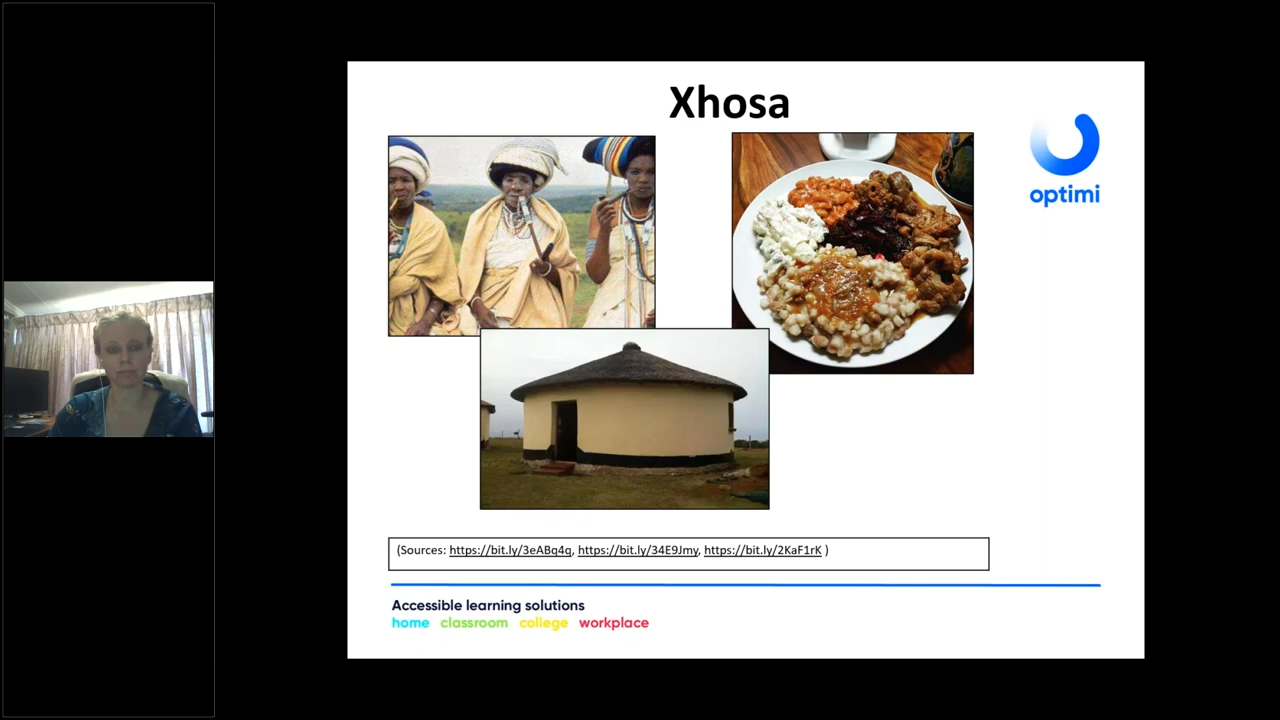 Xhosa
optimi
(Sources: https://bit.ly/3eABq4q, https://bit.ly/34E9Jmy, https://bit.ly/2KaF1rK )
Accessible learning solutions
home classroom college workplace